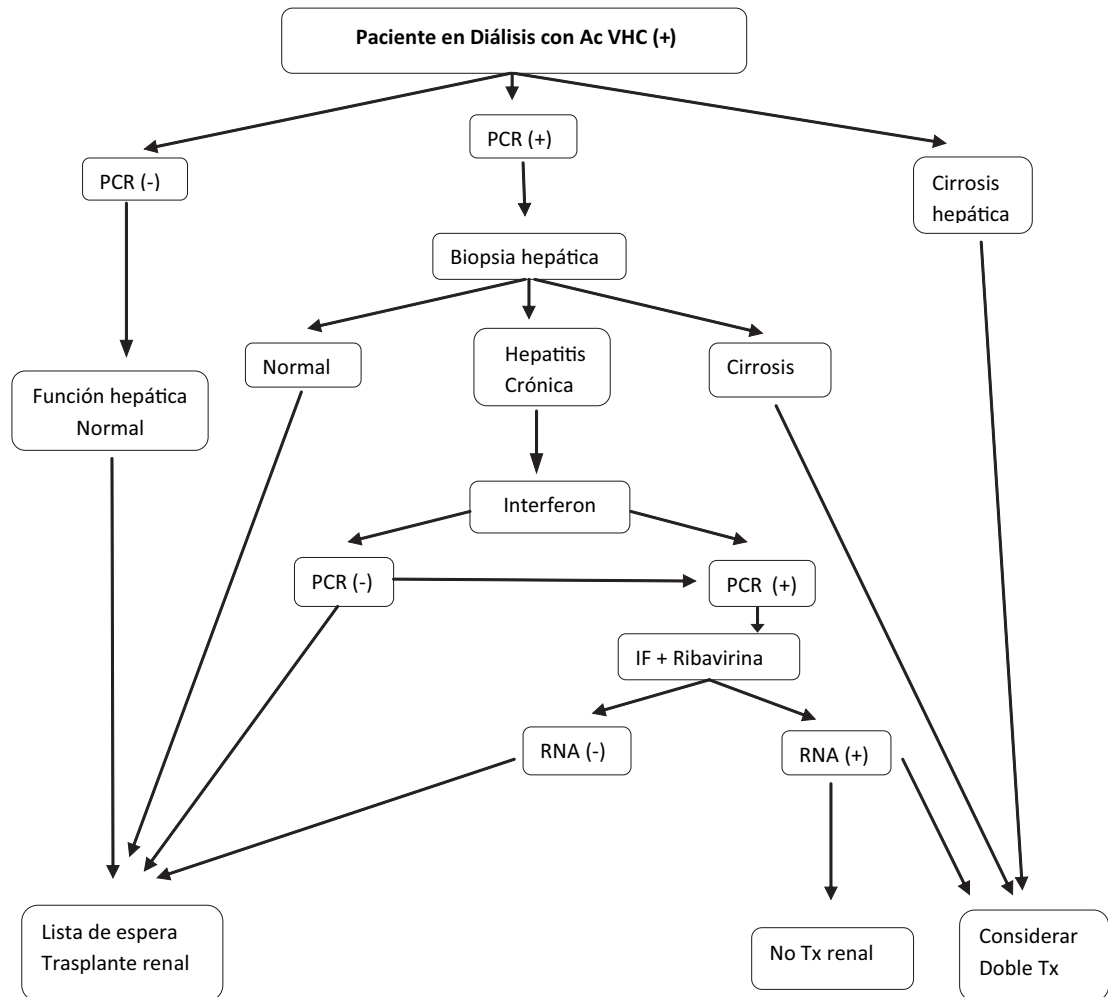 Paciente en Diálisis con Ac VHC (+)
PCR (-)
PCR (+)
Cirrosis
hepática
Biopsia hepática
Normal
Hepatitis
Crónica
Cirrosis
Función hepática
Normal
Interferon
PCR (-)
PCR (+)
IF + Ribavirina
RNA (-)
RNA (+)
Lista de espera
Trasplante renal
No Tx renal
Considerar
Doble Tx